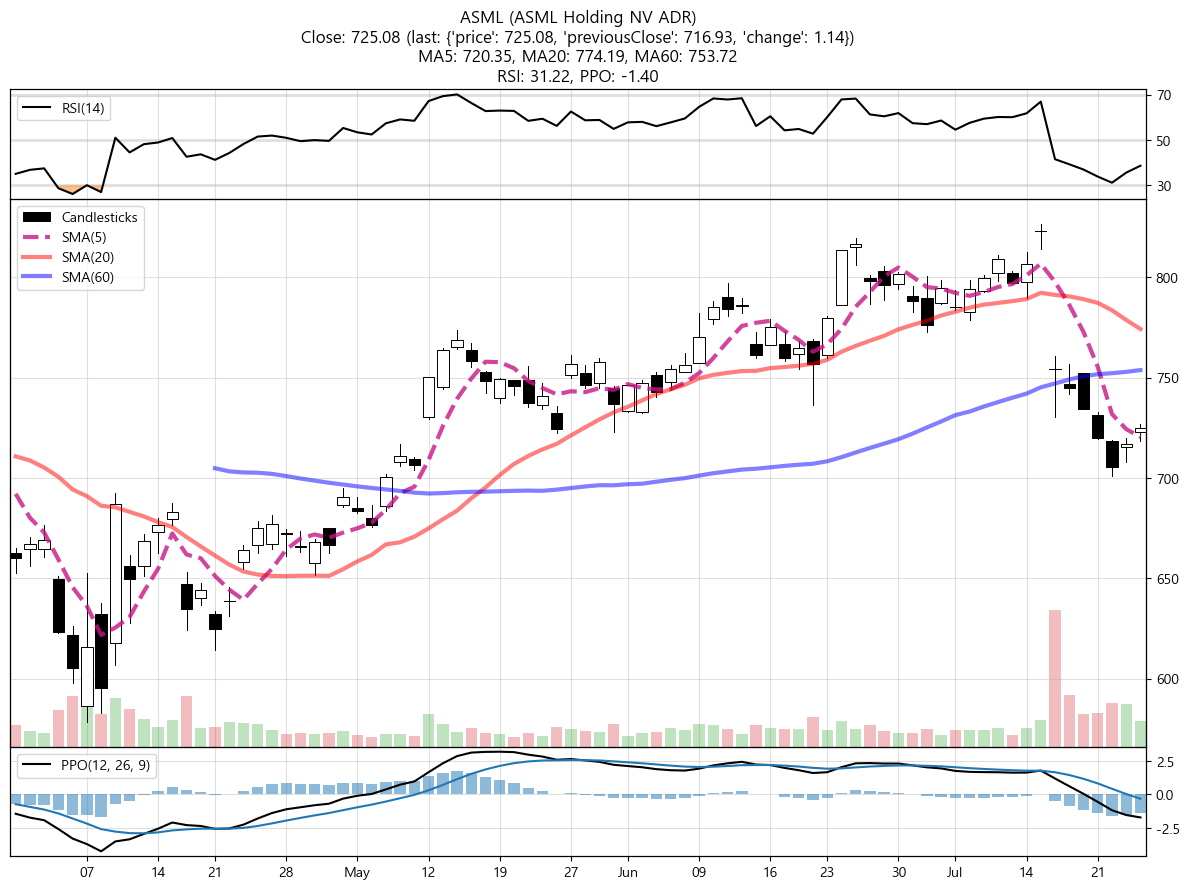 ASML (ASML Holding NV ADR)
Close: 725.08 (last: {'price': 725.08, 'previousClose': 716.93, 'change': 1.14})
MA5: 720.35, MA20: 774.19, MA60: 753.72
RSI: 31.22, PPO: -1.40
RSI(14)
70
50
30
Candlesticks
SMA(5)
SMA(20)
SMA(60)
800
750
700
650
600
PPO(12, 26, 9)
2.5
0.0
-2.5
07 14 21 28 May 12 19 27 Jun 09 16 23 30 Jul 14 21